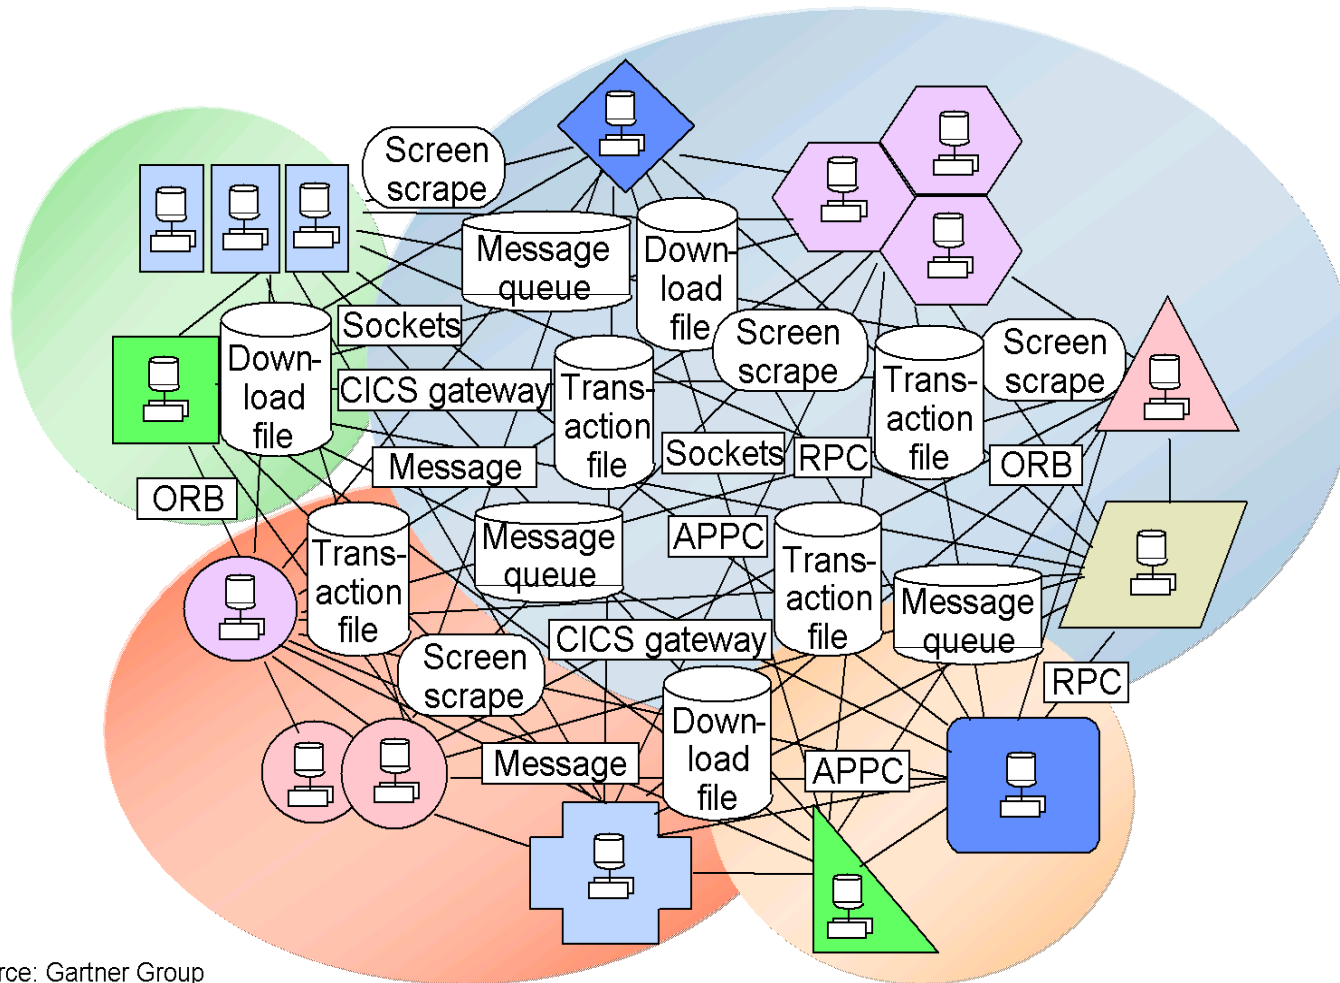 Screen
scrape
Message
queue
Down-
load
file
Sockets
Down-
load
file
Screen
scrape
Screen
scrape
CICS gateway
Trans-
action
file
Trans-
action
file
Message
Sockets
RPC
ORB
ORB
Trans-
action
file
Message
queue
APPC
Trans-
action
file
Message
queue
CICS gateway
Screen
scrape
RPC
Down-
load
file
Message
APPC
rce: Gartner Group